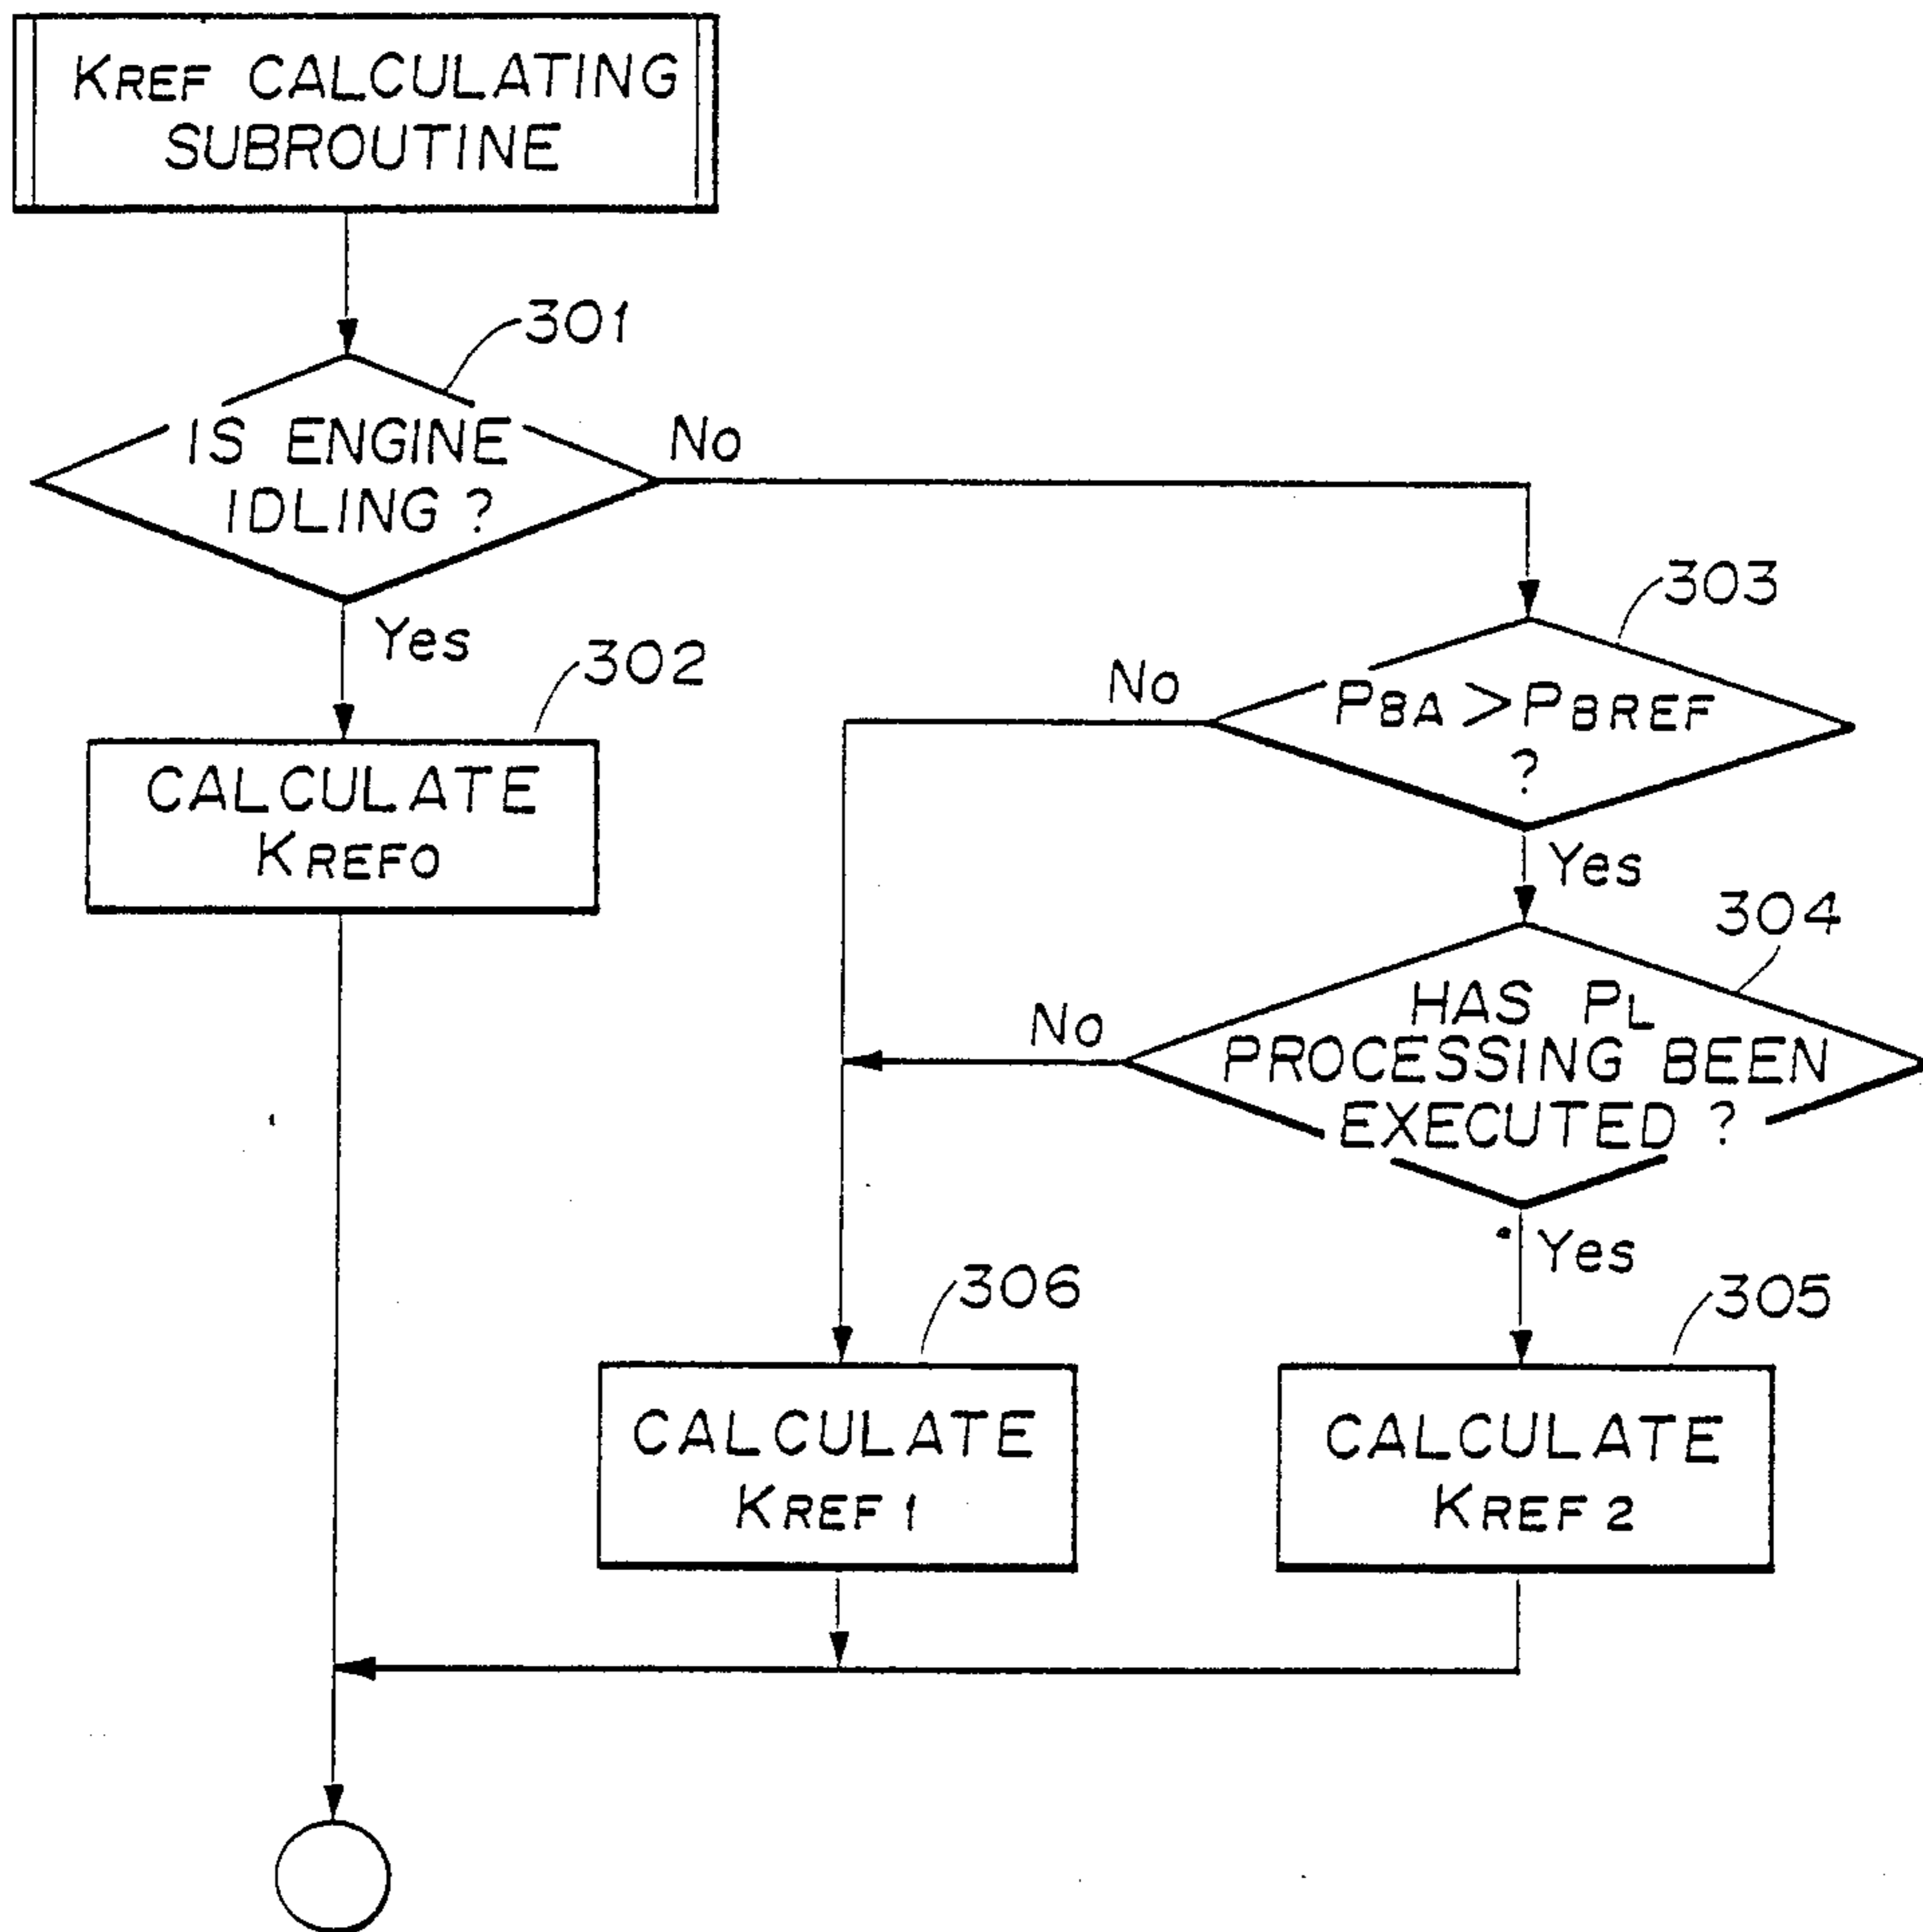 KREF CALCULATING
SUBROUTINE
301
IS ENGINE
IDLING ?
No
Yes
303
PBA > PBREF
?
No
Yes
302
CALCULATE
KREF0
304
HAS PL
PROCESSING BEEN
EXECUTED ?
No
Yes
306
CALCULATE
KREF 1
305
CALCULATE
KREF 2